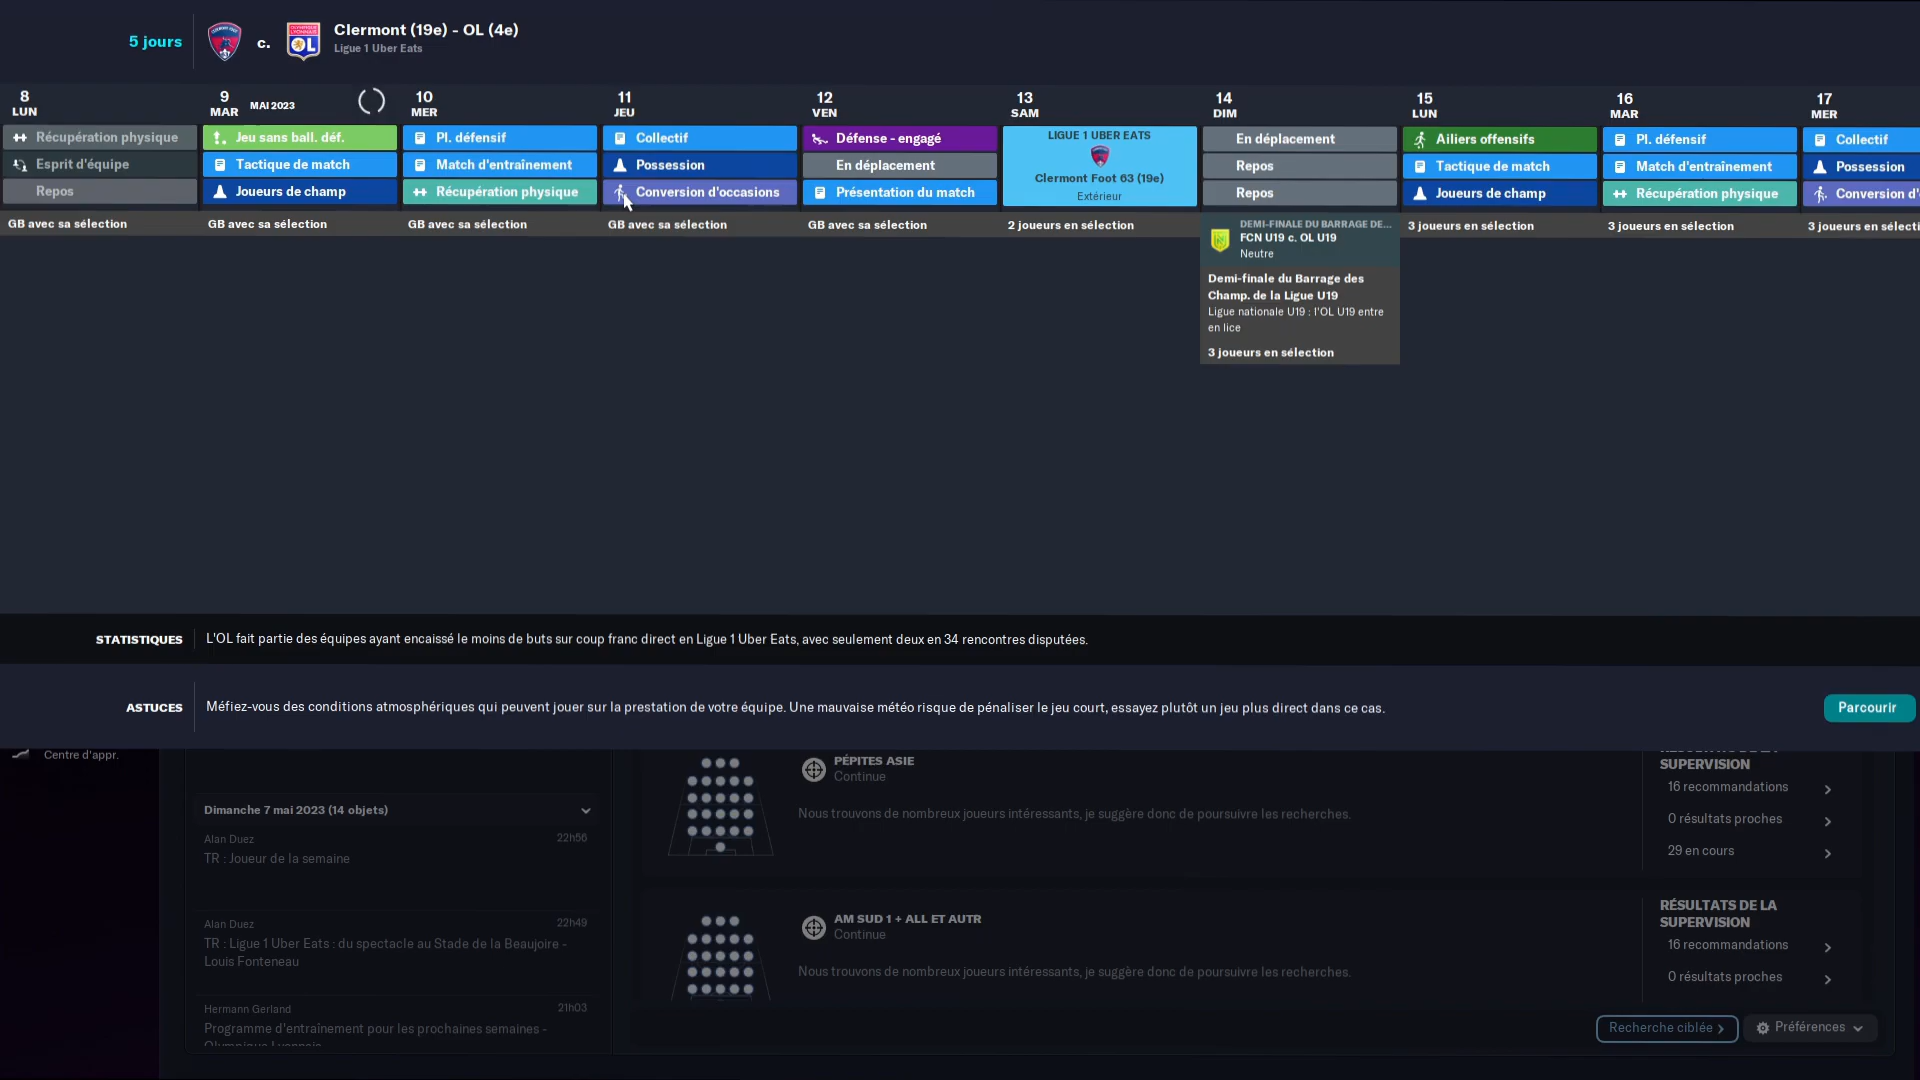 5 jours
c.
Clermont (19e) - OL (4e)
Ligue 1 Uber Eats
8
LUN
Récupération physique
Esprit d'équipe
Repos
GB avec sa sélection
9
MAR
MAI 2023
Jeu sans ball. déf.
Tactique de match
Joueurs de champ
GB avec sa sélection
10
MER
Pl. défensif
Match d'entraînement
Récupération physique
GB avec sa sélection
11
JEU
Collectif
Possession
Conversion d'occasions
GB avec sa sélection
12
VEN
Défense - engagé
En déplacement
Présentation du match
GB avec sa sélection
13
SAM
LIGUE 1 UBER EATS
Clermont Foot 63 (19e)
Extérieur
2 joueurs en sélection
14
DIM
En déplacement
Repos
Repos
DEMI-FINALE DU BARRAGE DE...
FCN U19 c. OL U19
Neutre
Demi-finale du Barrage des
Champ. de la Ligue U19
Ligue nationale U19 : l'OL U19 entre
en lice
3 joueurs en sélection
15
LUN
Ailiers offensifs
Tactique de match
Joueurs de champ
3 joueurs en sélection
16
MAR
Pl. défensif
Match d'entraînement
Récupération physique
3 joueurs en sélection
17
MER
Collectif
Possession
Conversion d'
3 joueurs en sélecti
STATISTIQUES
L'OL fait partie des équipes ayant encaissé le moins de buts sur coup franc direct en Ligue 1 Uber Eats, avec seulement deux en 34 rencontres disputées.
ASTUCES
Méfiez-vous des conditions atmosphériques qui peuvent jouer sur la prestation de votre équipe. Une mauvaise météo risque de pénaliser le jeu court, essayez plutôt un jeu plus direct dans ce cas.
Parcourir
Centre d'appr.
Dimanche 7 mai 2023 (14 objets)
Alan Duez
22h56
TR : Joueur de la semaine
Alan Duez
22h49
TR : Ligue 1 Uber Eats : du spectacle au Stade de la Beaujoire -
Louis Fonteneau
Hermann Gerland
21h03
Programme d'entraînement pour les prochaines semaines -
Olympique Lyonnais
PÉPITES ASIE
Continue
Nous trouvons de nombreux joueurs intéressants, je suggère donc de poursuivre les recherches.
SUPERVISION
16 recommandations
0 résultats proches
29 en cours
AM SUD 1 + ALL ET AUTR
Continue
Nous trouvons de nombreux joueurs intéressants, je suggère donc de poursuivre les recherches.
RÉSULTATS DE LA
SUPERVISION
16 recommandations
0 résultats proches
Recherche ciblée
Préférences